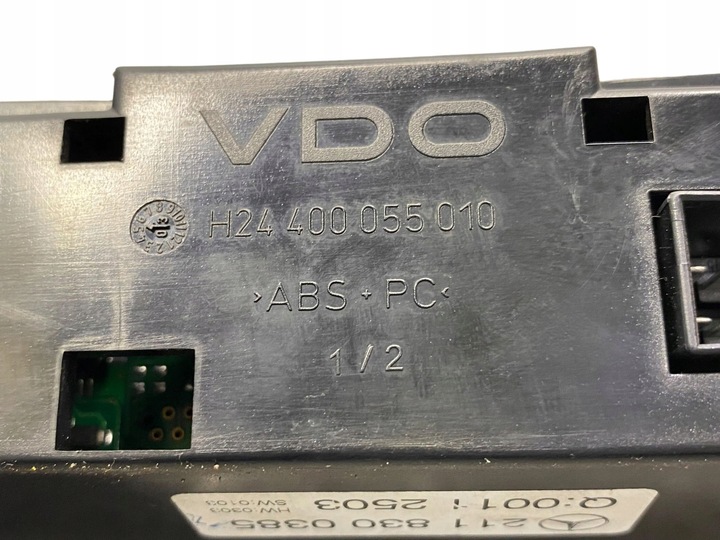 VDO
H24 400 055 010
>ABS + PC<
1 / 2
211 830 0385
Q:001 i 2503
HW:0303
SW:0103